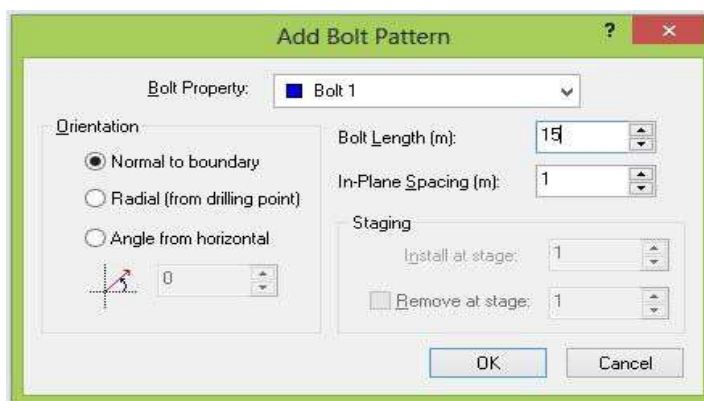 Add Bolt Pattern
?
Bolt Property: Bolt 1
Orientation
Normal to boundary
Radial (from drilling point)
Angle from horizontal
0
Bolt Length (m): 15
In-Plane Spacing (m): 1
Staging
Install at stage: 1
Remove at stage: 1
OK Cancel